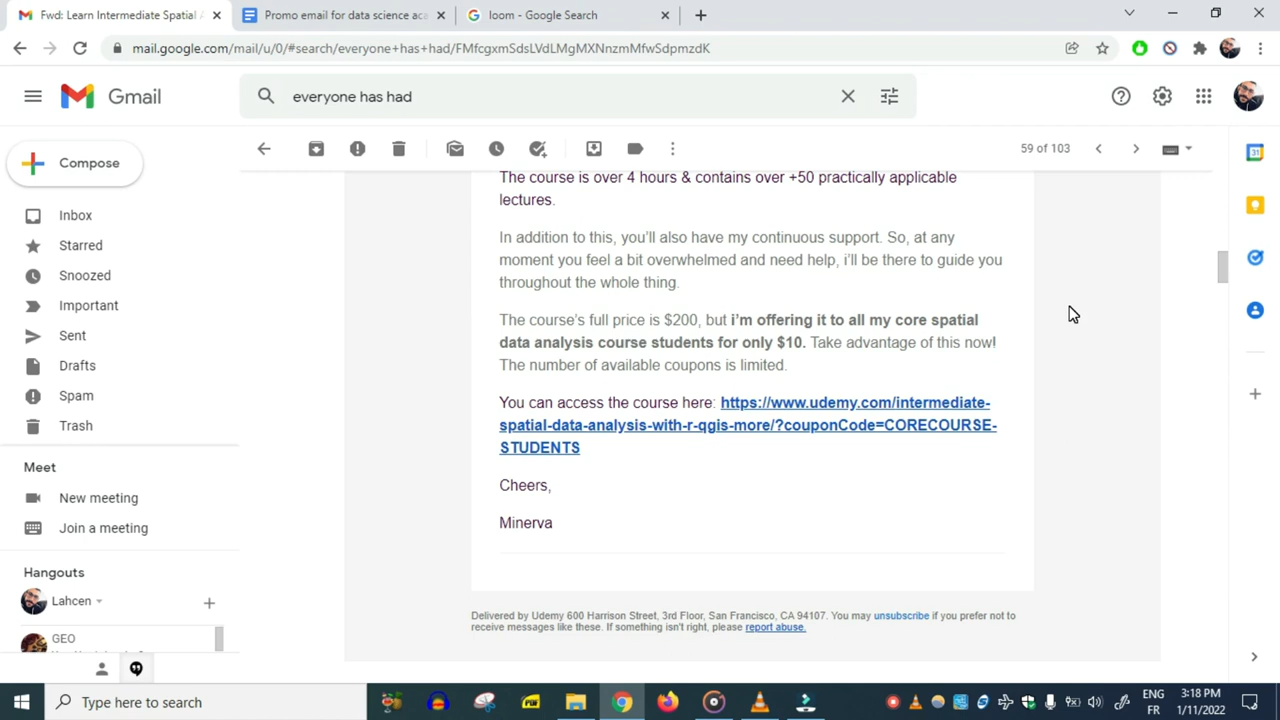 Fwd: Learn Intermediate Spatial
Promo email for data science aca
loom - Google Search
mail.google.com/mail/u/0/#search/everyone+has+had/FMfcgxmSdsLVdLMgMXNnzmMfwSdpmzdK
Gmail
everyone has had
Compose
59 of 103
Inbox
Starred
Snoozed
Important
Sent
Drafts
Spam
Trash
Meet
New meeting
Join a meeting
Hangouts
Lahcen
GEO
The course is over 4 hours & contains over +50 practically applicable
lectures.
In addition to this, you'll also have my continuous support. So, at any
moment you feel a bit overwhelmed and need help, i'll be there to guide you
throughout the whole thing.
The course's full price is $200, but i'm offering it to all my core spatial
data analysis course students for only $10. Take advantage of this now!
The number of available coupons is limited.
You can access the course here: https://www.udemy.com/intermediate-
spatial-data-analysis-with-r-qgis-more/?couponCode=CORECOURSE-
STUDENTS
Cheers,
Minerva
Delivered by Udemy 600 Harrison Street, 3rd Floor, San Francisco, CA 94107. You may unsubscribe if you prefer not to
receive messages like these. If something isn't right, please report abuse.
Type here to search
ENG
FR
3:18 PM
1/11/2022